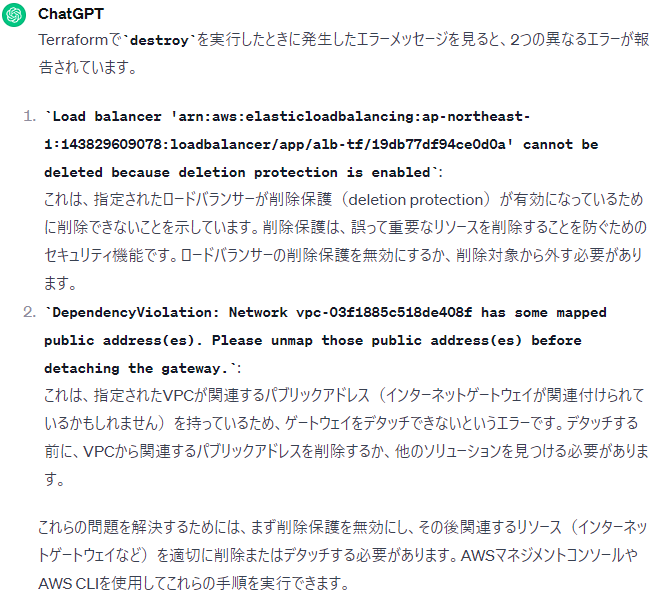 ChatGPT
Terraformで`destroy`を実行したときに発生したエラーメッセージを見ると、2つの異なるエラーが報
告されています。
1. `Load balancer 'arn:aws:elasticloadbalancing:ap-northeast-
1:143829609078:loadbalancer/app/alb-tf/19db77df94ce0d0a' cannot be
deleted because deletion protection is enabled`:
これは、指定されたロードバランサーが削除保護（deletion protection）が有効になっているため
に削除できないことを示しています。削除保護は、誤って重要なリソースを削除することを防ぐための
セキュリティ機能です。ロードバランサーの削除保護を無効にするか、削除対象から外す必要があり
ます。
2. `DependencyViolation: Network vpc-03f1885c518de408f has some mapped
public address(es). Please unmap those public address(es) before
detaching the gateway.`:
これは、指定されたVPCが関連するパブリックアドレス（インターネットゲートウェイが関連付けられて
いるかもしれません）を持っているため、ゲートウェイをデタッチできないというエラーです。デタッチする
前に、VPCから関連するパブリックアドレスを削除するか、他のソリューションを見つける必要がありま
す。
これらの問題を解決するためには、まず削除保護を無効にし、その後関連するリソース（インターネッ
トゲートウェイなど）を適切に削除またはデタッチする必要があります。AWSマネジメントコンソールや
AWS CLIを使用してこれらの手順を実行できます。